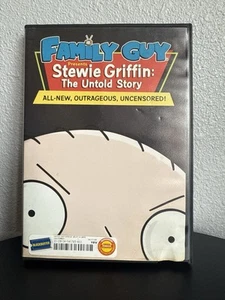 FAMILY GUY
Presents
Stewie Griffin:
The Untold Story
ALL-NEW, OUTRAGEOUS, UNCENSORED!